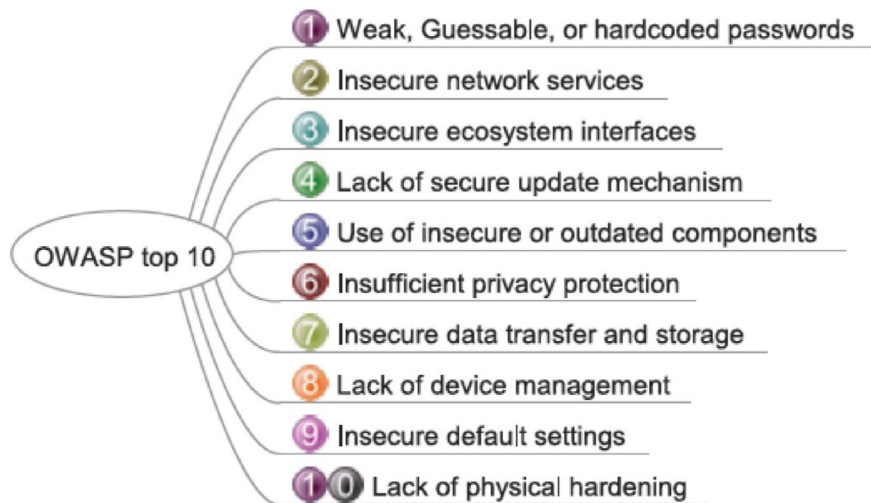 1 Weak, Guessable, or hardcoded passwords
2 Insecure network services
3 Insecure ecosystem interfaces
4 Lack of secure update mechanism
5 Use of insecure or outdated components
OWASP top 10
6 Insufficient privacy protection
7 Insecure data transfer and storage
8 Lack of device management
9 Insecure default settings
10 Lack of physical hardening